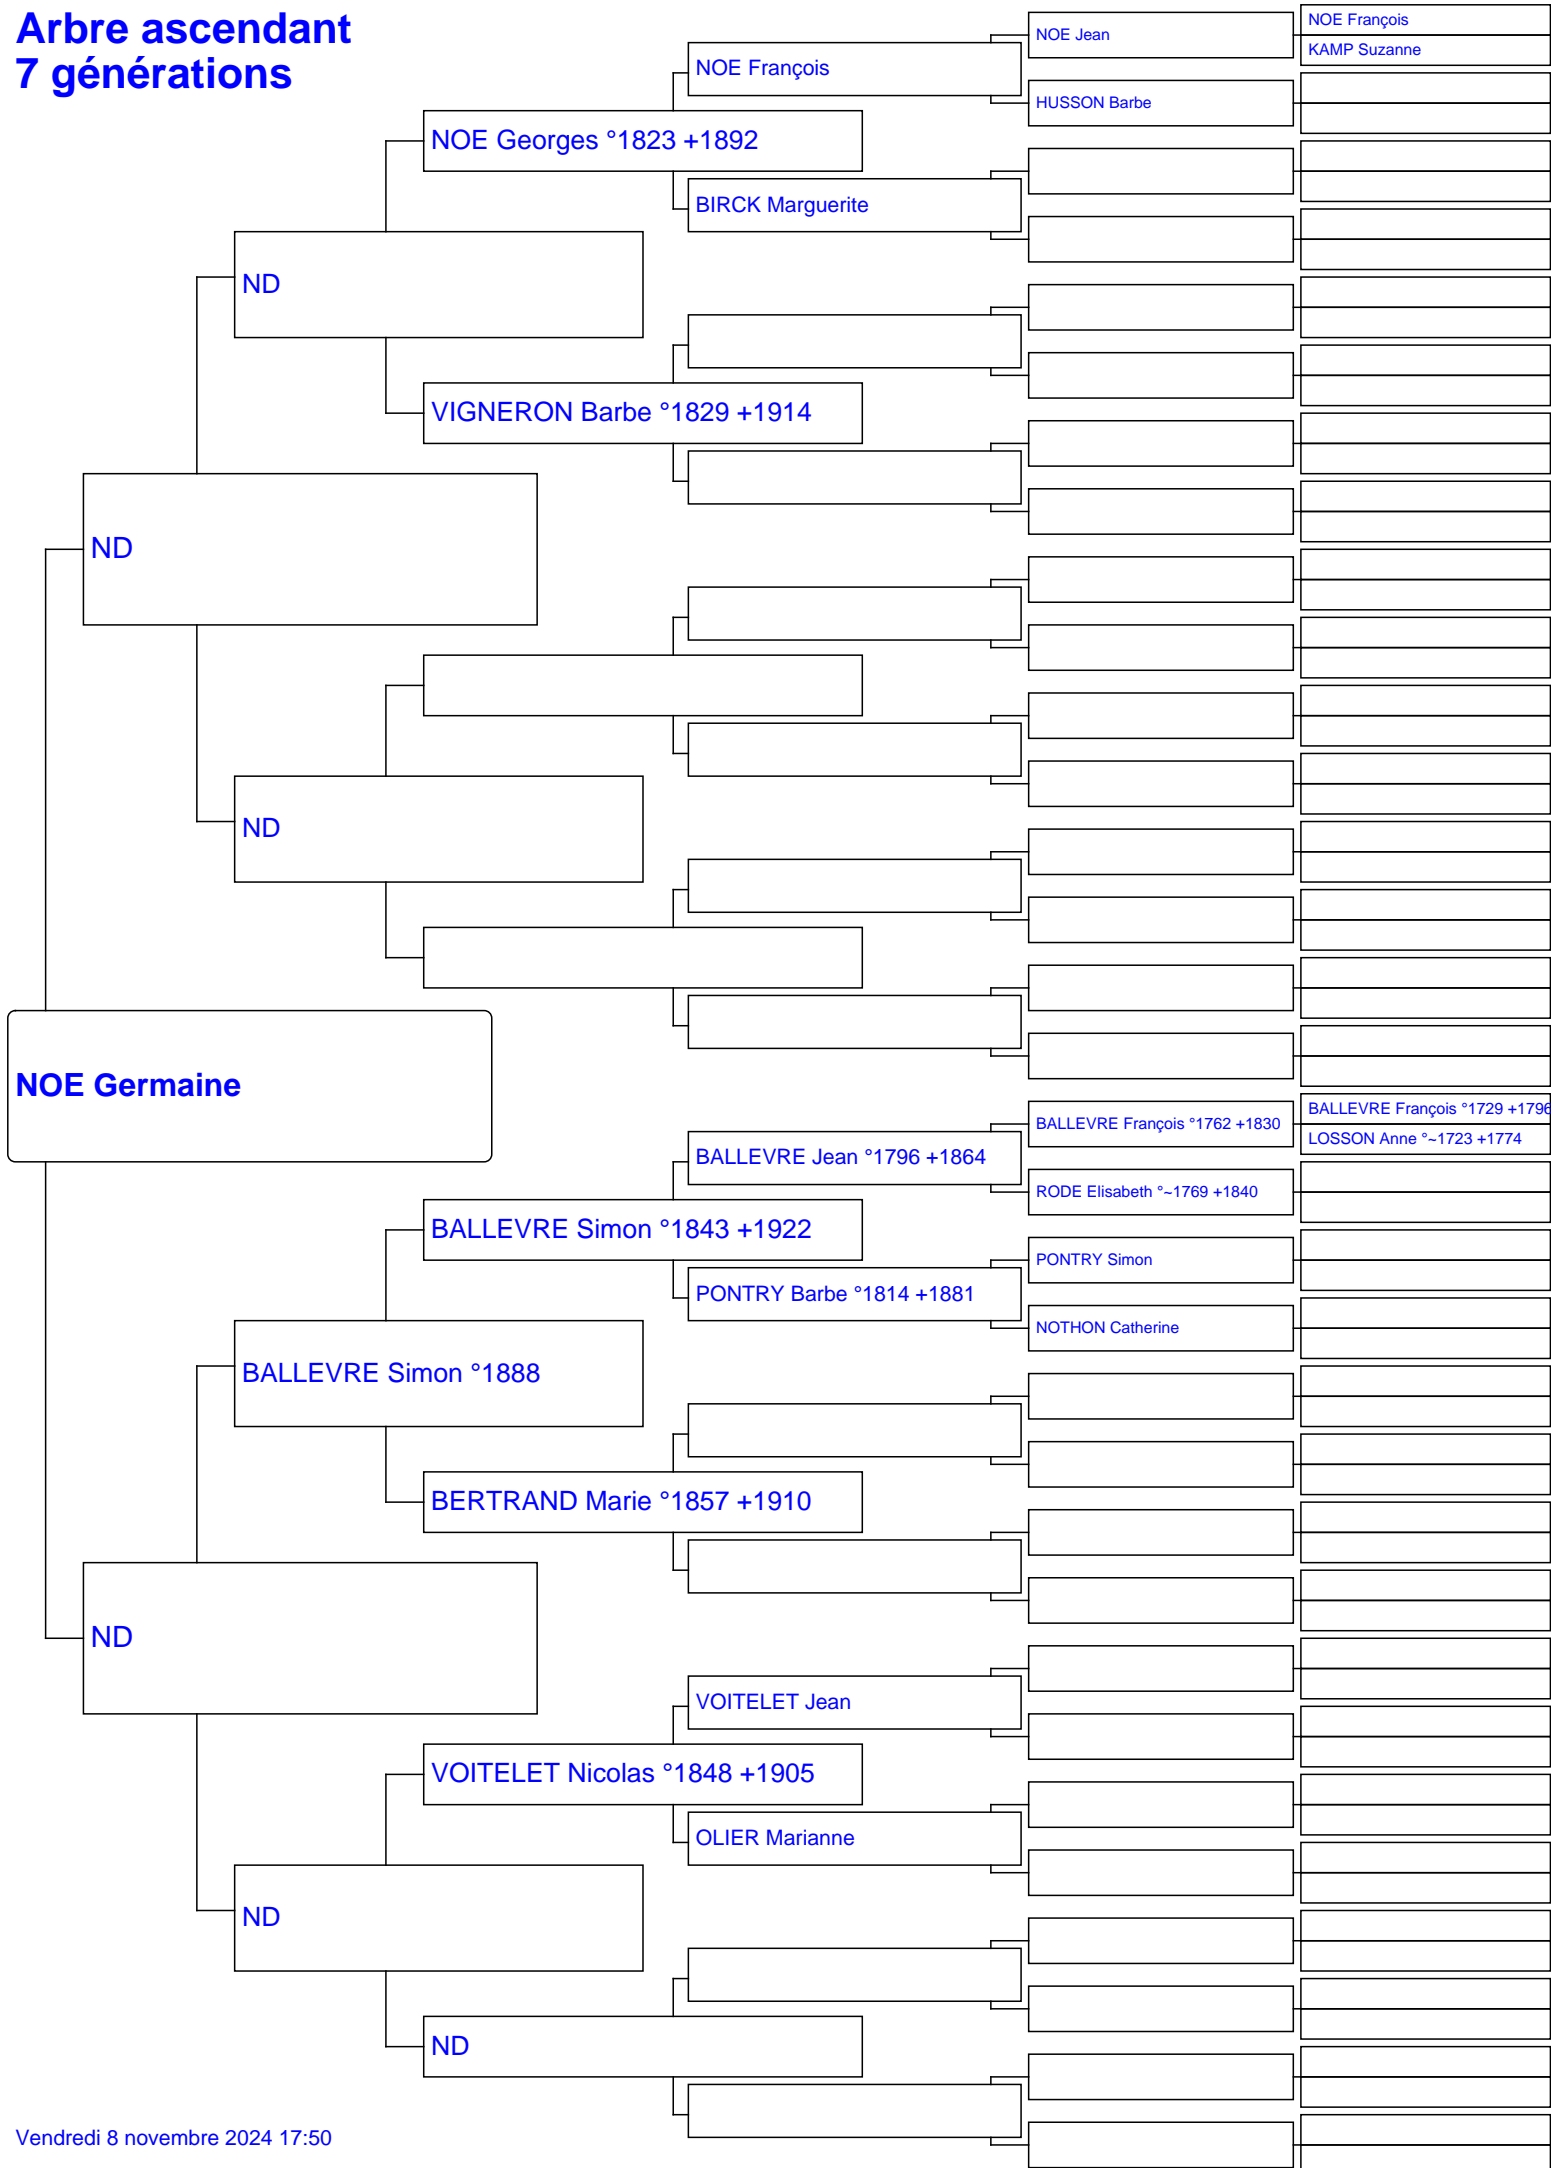 Arbre ascendant
7 générations
NOE François
KAMP Suzanne
NOE Jean
NOE François
HUSSON Barbe
NOE Georges °1823 +1892
BIRCK Marguerite
ND
VIGNERON Barbe °1829 +1914
ND
ND
NOE Germaine
BALLEVRE François °1729 +1796
BALLEVRE François °1762 +1830
LOSSON Anne °~1723 +1774
BALLEVRE Jean °1796 +1864
RODE Elisabeth °~1769 +1840
BALLEVRE Simon °1843 +1922
PONTRY Simon
PONTRY Barbe °1814 +1881
NOTHON Catherine
BALLEVRE Simon °1888
BERTRAND Marie °1857 +1910
ND
VOITELET Jean
VOITELET Nicolas °1848 +1905
OLIER Marianne
ND
ND
Vendredi 8 novembre 2024 17:50